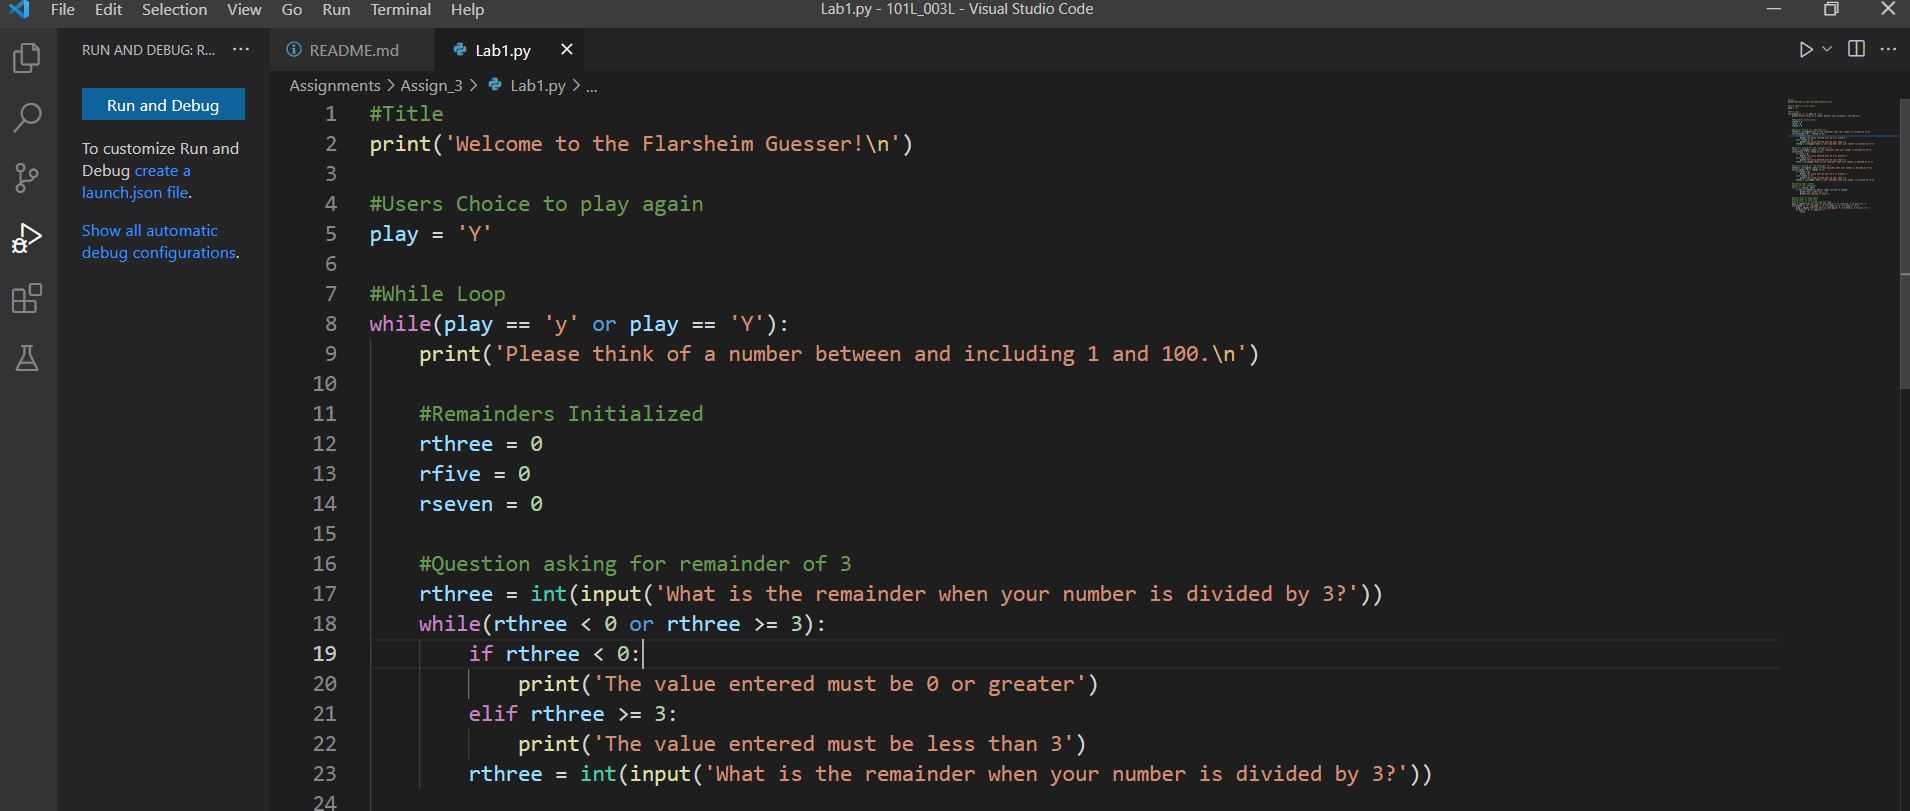 File Edit Selection View Go Run Terminal Help Lab1.py - 101L_003L - Visual Studio Code
RUN AND DEBUG: R... ···
README.md Lab1.py
Run and Debug
To customize Run and
Debug create a
launch.json file.
Show all automatic
debug configurations.
Assignments > Assign_3 > Lab1.py > ...
1 #Title
2 print('Welcome to the Flarsheim Guesser!\n')
3
4 #Users Choice to play again
5 play = 'Y'
6
7 #While Loop
8 while(play == 'y' or play == 'Y'):
9 print('Please think of a number between and including 1 and 100.\n')
10
11 #Remainders Initialized
12 rthree = 0
13 rfive = 0
14 rseven = 0
15
16 #Question asking for remainder of 3
17 rthree = int(input('What is the remainder when your number is divided by 3?'))
18 while(rthree < 0 or rthree >= 3):
19 if rthree < 0:
20 print('The value entered must be 0 or greater')
21 elif rthree >= 3:
22 print('The value entered must be less than 3')
23 rthree = int(input('What is the remainder when your number is divided by 3?'))
24